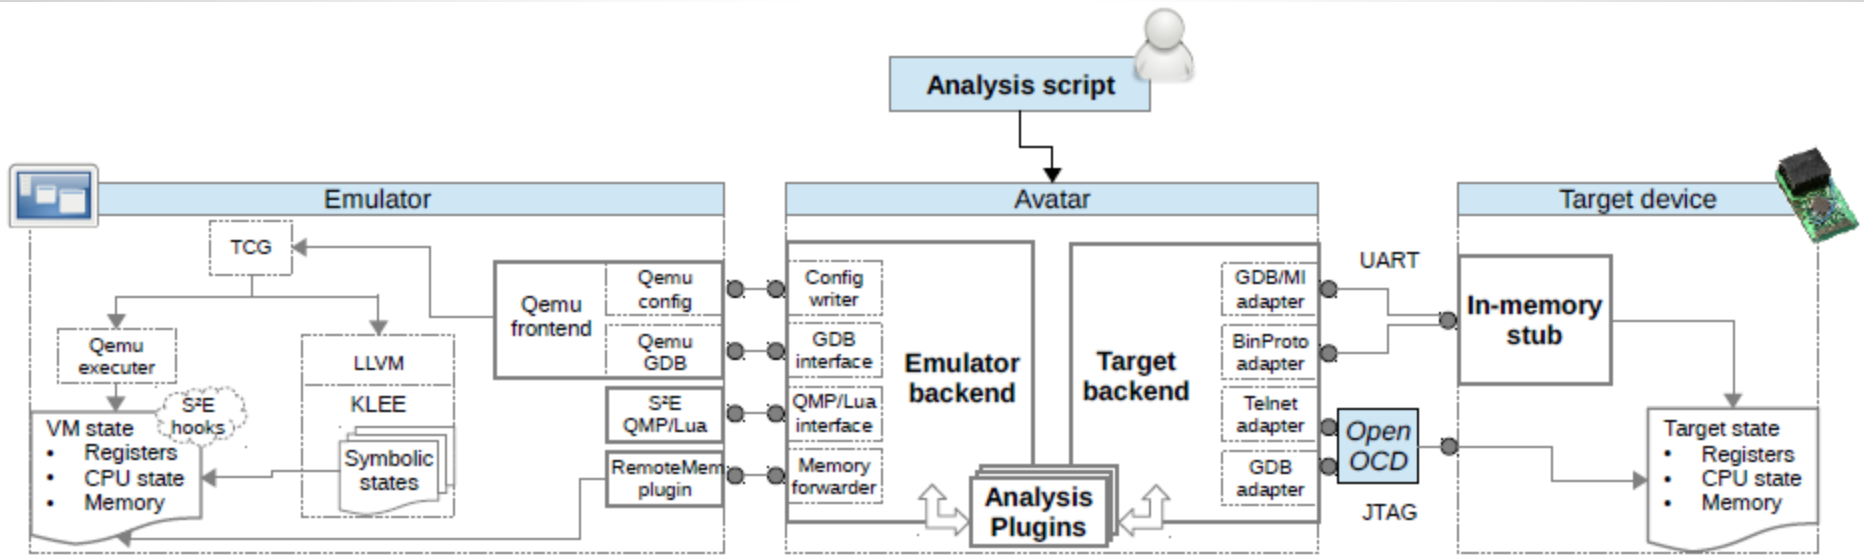 Analysis script
Emulator
Avatar
Target device
TCG
Qemu
frontend
Qemu
config
Qemu
GDB
Qemu
executer
LLVM
KLEE
S²E
hooks
VM state
• Registers
• CPU state
• Memory
Symbolic
states
S²E
QMP/Lua
RemoteMem
plugin
Config
writer
GDB
interface
QMP/Lua
interface
Memory
forwarder
Emulator
backend
Target
backend
Analysis
Plugins
GDB/MI
adapter
BinProto
adapter
Telnet
adapter
GDB
adapter
UART
Open
OCD
JTAG
In-memory
stub
Target state
• Registers
• CPU state
• Memory